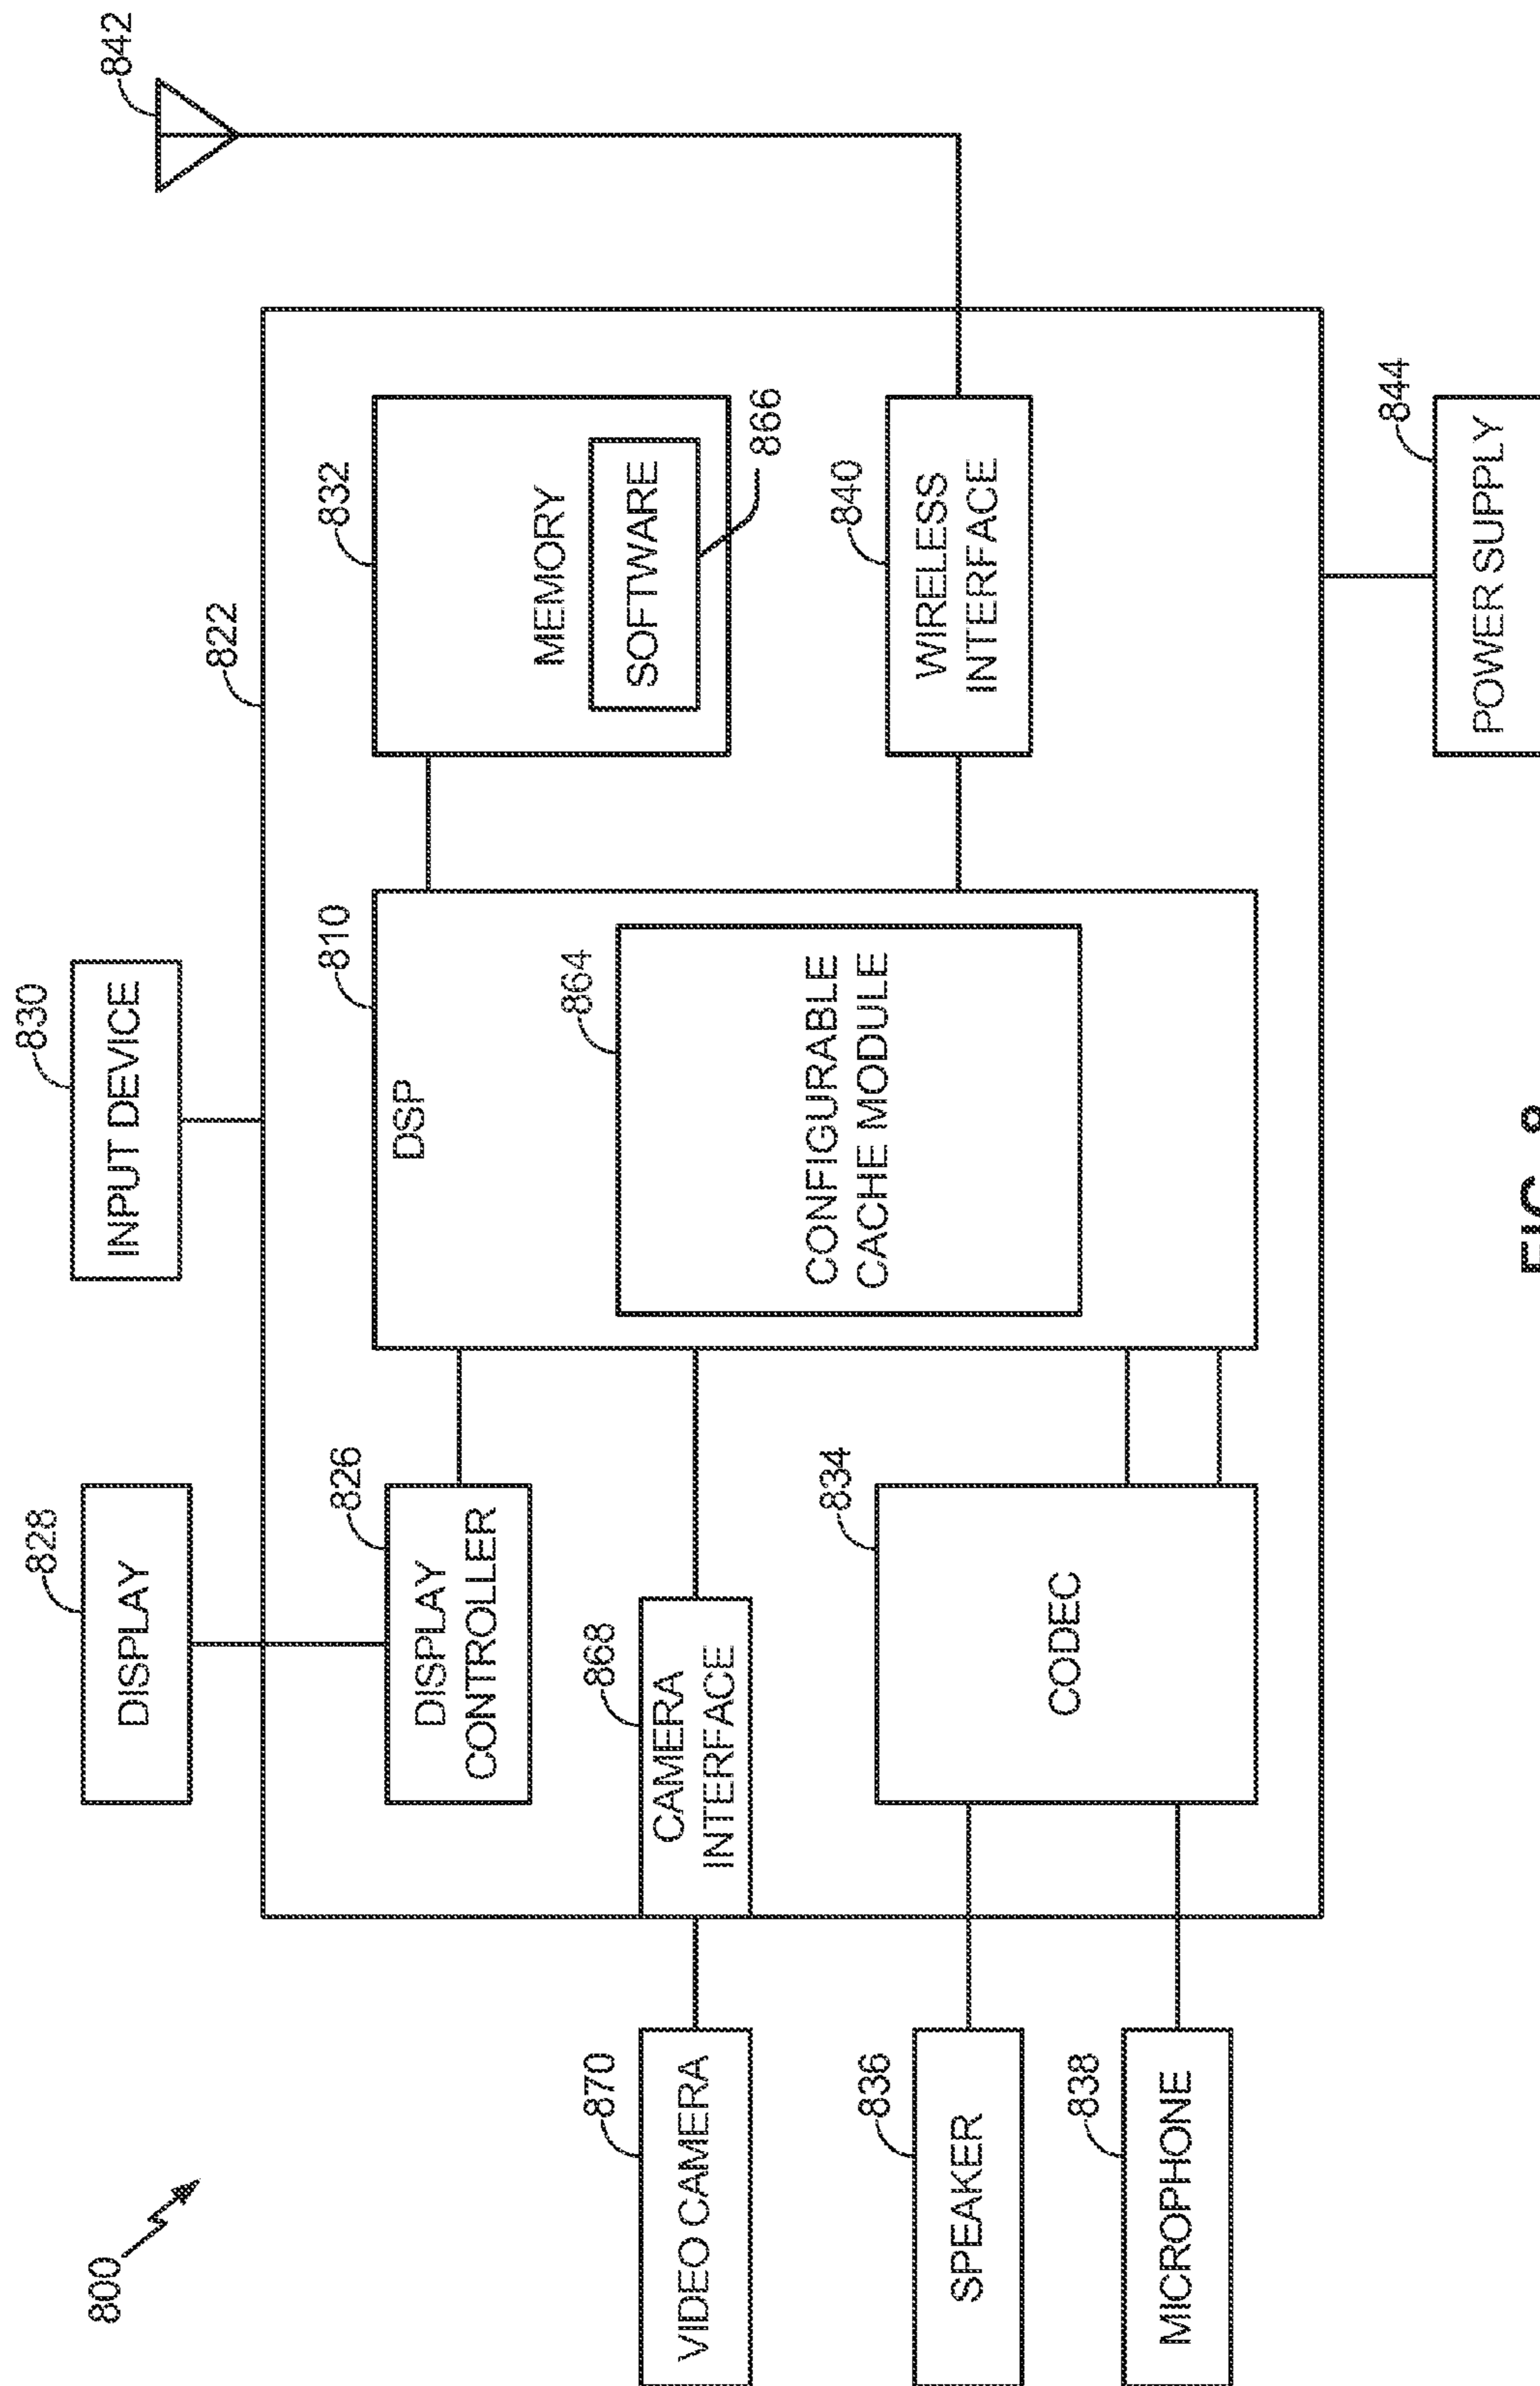 800
828
DISPLAY
830
INPUT DEVICE
842
822
826
DISPLAY
CONTROLLER
810
DSP
832
MEMORY
SOFTWARE
866
870
VIDEO CAMERA
868
CAMERA
INTERFACE
864
CONFIGURABLE
CACHE MODULE
836
SPEAKER
834
CODEC
840
WIRELESS
INTERFACE
838
MICROPHONE
844
POWER SUPPLY
FIG. 8